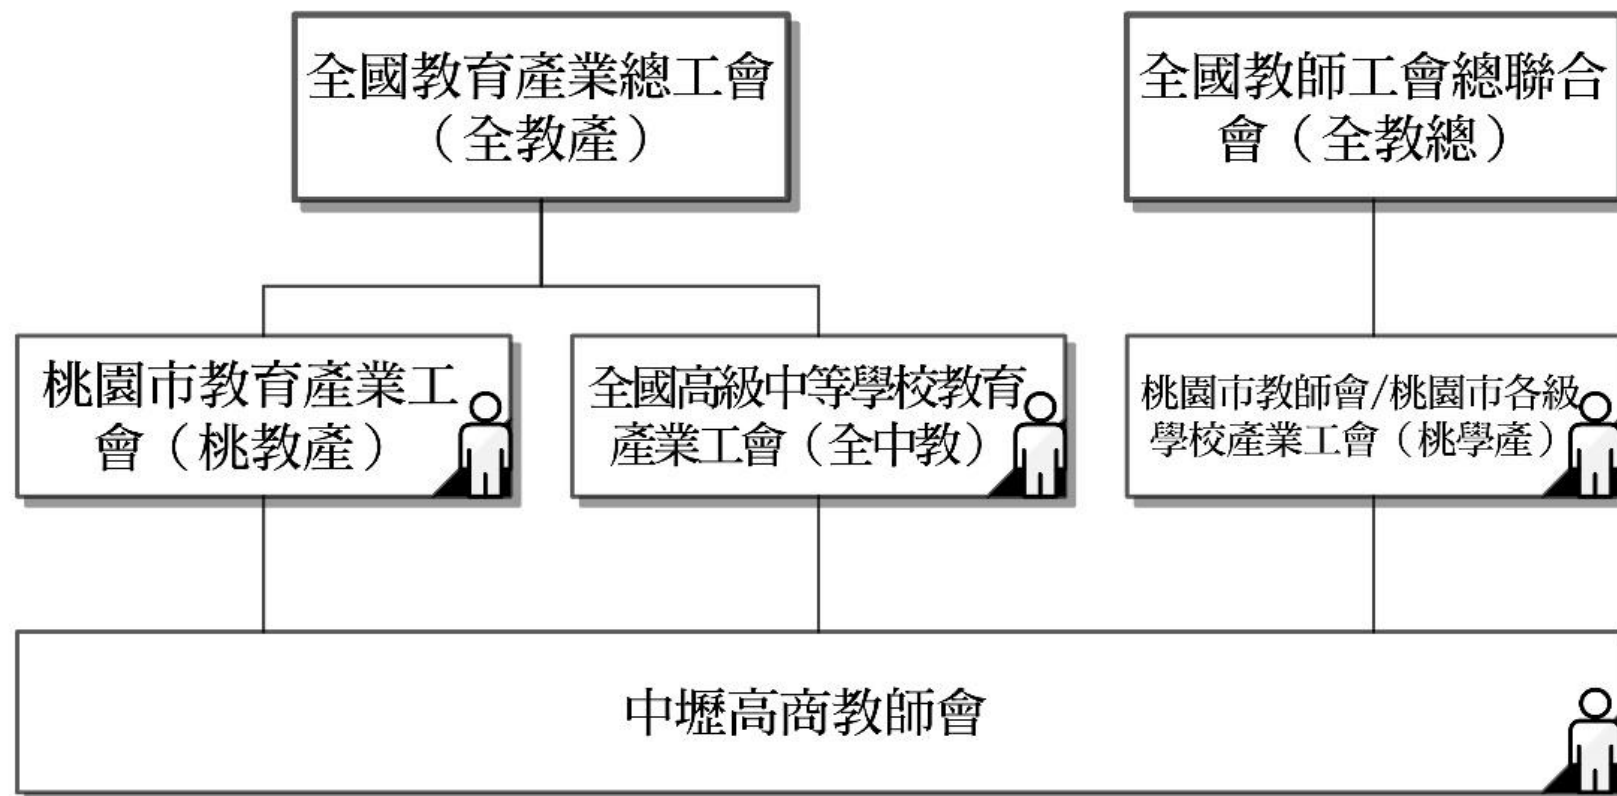 全國教育產業總工會
（全教產）
全國教師工會總聯合
會（全教總）
桃園市教育產業工
會（桃教產）
全國高級中等學校教育
產業工會（全中教）
桃園市教師會/桃園市各級
學校產業工會（桃學產）
中壢高商教師會